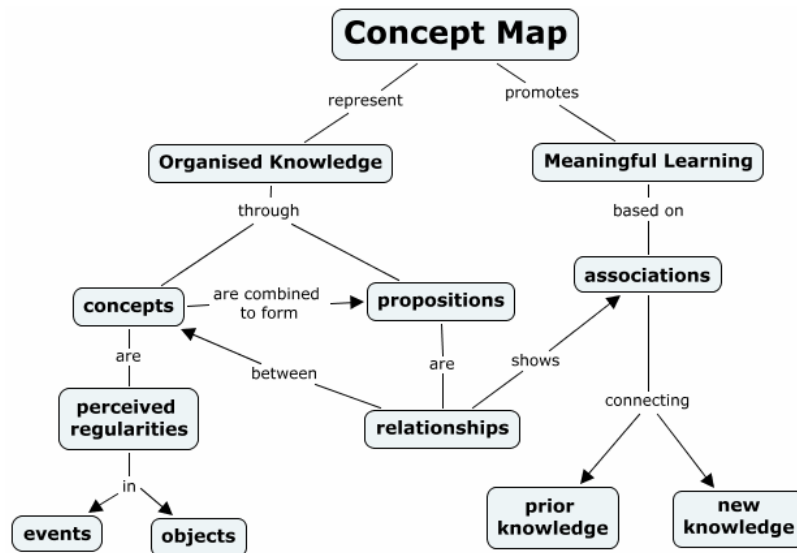 Concept Map
represent
promotes
Organised Knowledge
Meaningful Learning
through
based on
concepts
are combined
to form
propositions
associations
are
between
are
shows
perceived
regularities
relationships
connecting
in
events
objects
prior
knowledge
new
knowledge